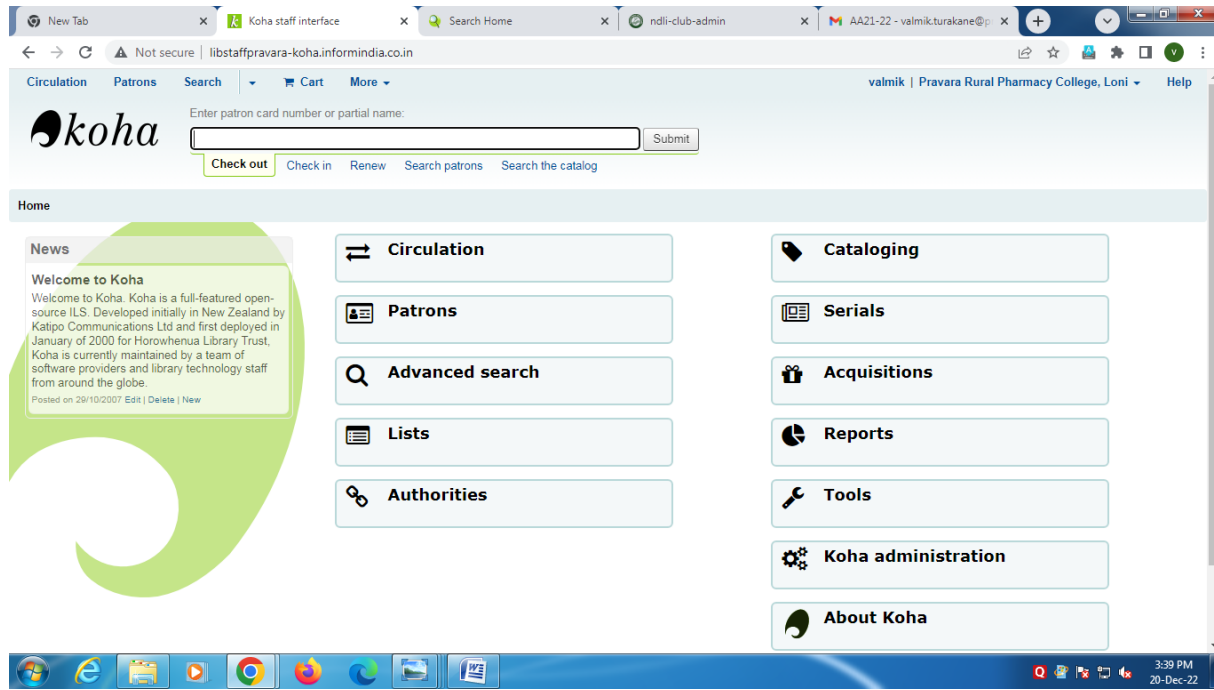 New Tab
Koha staff interface
Search Home
ndli-club-admin
AA21-22 - valmik.turakane@p
Not secure | libstaffpravara-koha.informindia.co.in
V
Circulation Patrons Search Cart More
valmik | Pravara Rural Pharmacy College, Loni Help
koha
Enter patron card number or partial name:
Submit
Check out Check in Renew Search patrons Search the catalog
Home
News
Welcome to Koha
Welcome to Koha. Koha is a full-featured open-
source ILS. Developed initially in New Zealand by
Katipo Communications Ltd and first deployed in
January of 2000 for Horowhenua Library Trust,
Koha is currently maintained by a team of
software providers and library technology staff
from around the globe.
Posted on 29/10/2007 Edit | Delete | New
Circulation
Patrons
Advanced search
Lists
Authorities
Cataloging
Serials
Acquisitions
Reports
Tools
Koha administration
About Koha
3:39 PM
20-Dec-22